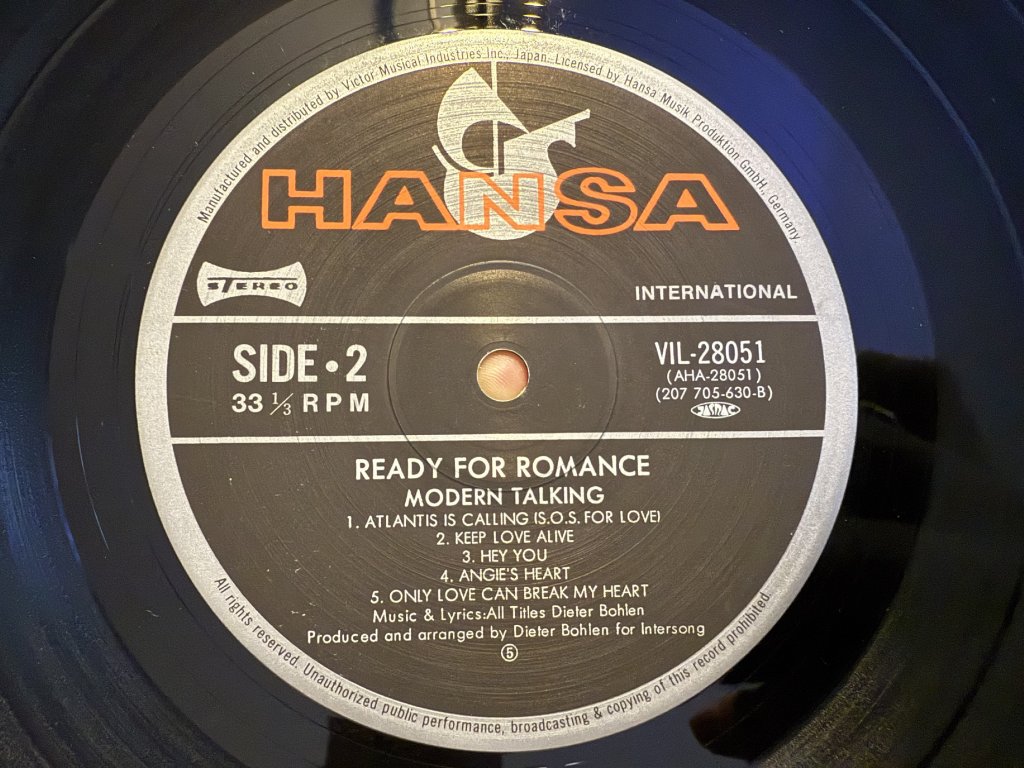 Manufactured and distributed by Victor Musical Industries Inc., Japan. Licensed by Hansa Musik Produktion GmbH., Germany.
HANSA
STEREO
INTERNATIONAL
SIDE•2
33 1/3 RPM
VIL-28051
(AHA-28051)
(207 705-630-B)
JASRAC
READY FOR ROMANCE
MODERN TALKING
1. ATLANTIS IS CALLING (S.O.S. FOR LOVE)
2. KEEP LOVE ALIVE
3. HEY YOU
4. ANGIE'S HEART
5. ONLY LOVE CAN BREAK MY HEART
Music & Lyrics:All Titles Dieter Bohlen
Produced and arranged by Dieter Bohlen for Intersong
⑤
All rights reserved. Unauthorized public performance, broadcasting & copying of this record prohibited.